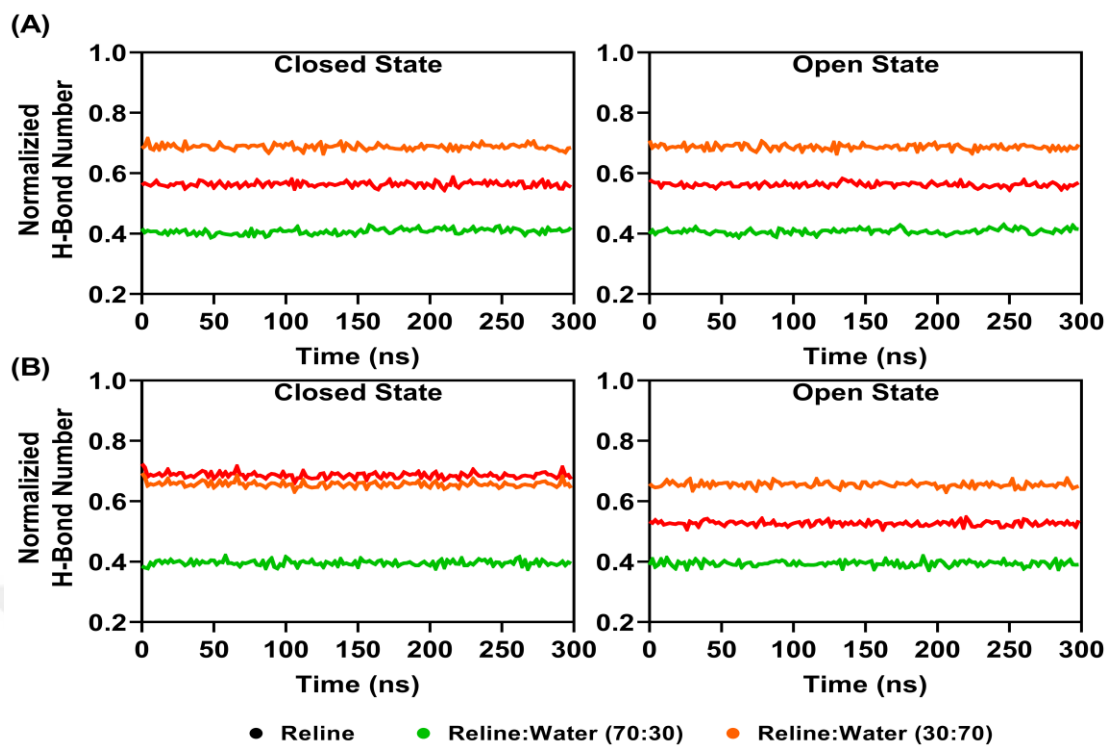 (A)
Closed State
Open State
Normalizied
H-Bond Number
1.0
0.8
0.6
0.4
0.2
0 50 100 150 200 250 300
0 50 100 150 200 250 300
Time (ns)
Time (ns)
(B)
Closed State
Open State
Normalizied
H-Bond Number
1.0
0.8
0.6
0.4
0.2
1.0
0.8
0.6
0.4
0.2
1.0
0.8
0.6
0.4
0.2
0 50 100 150 200 250 300
0 50 100 150 200 250 300
Time (ns)
Time (ns)
Reline
Reline:Water (70:30)
Reline:Water (30:70)